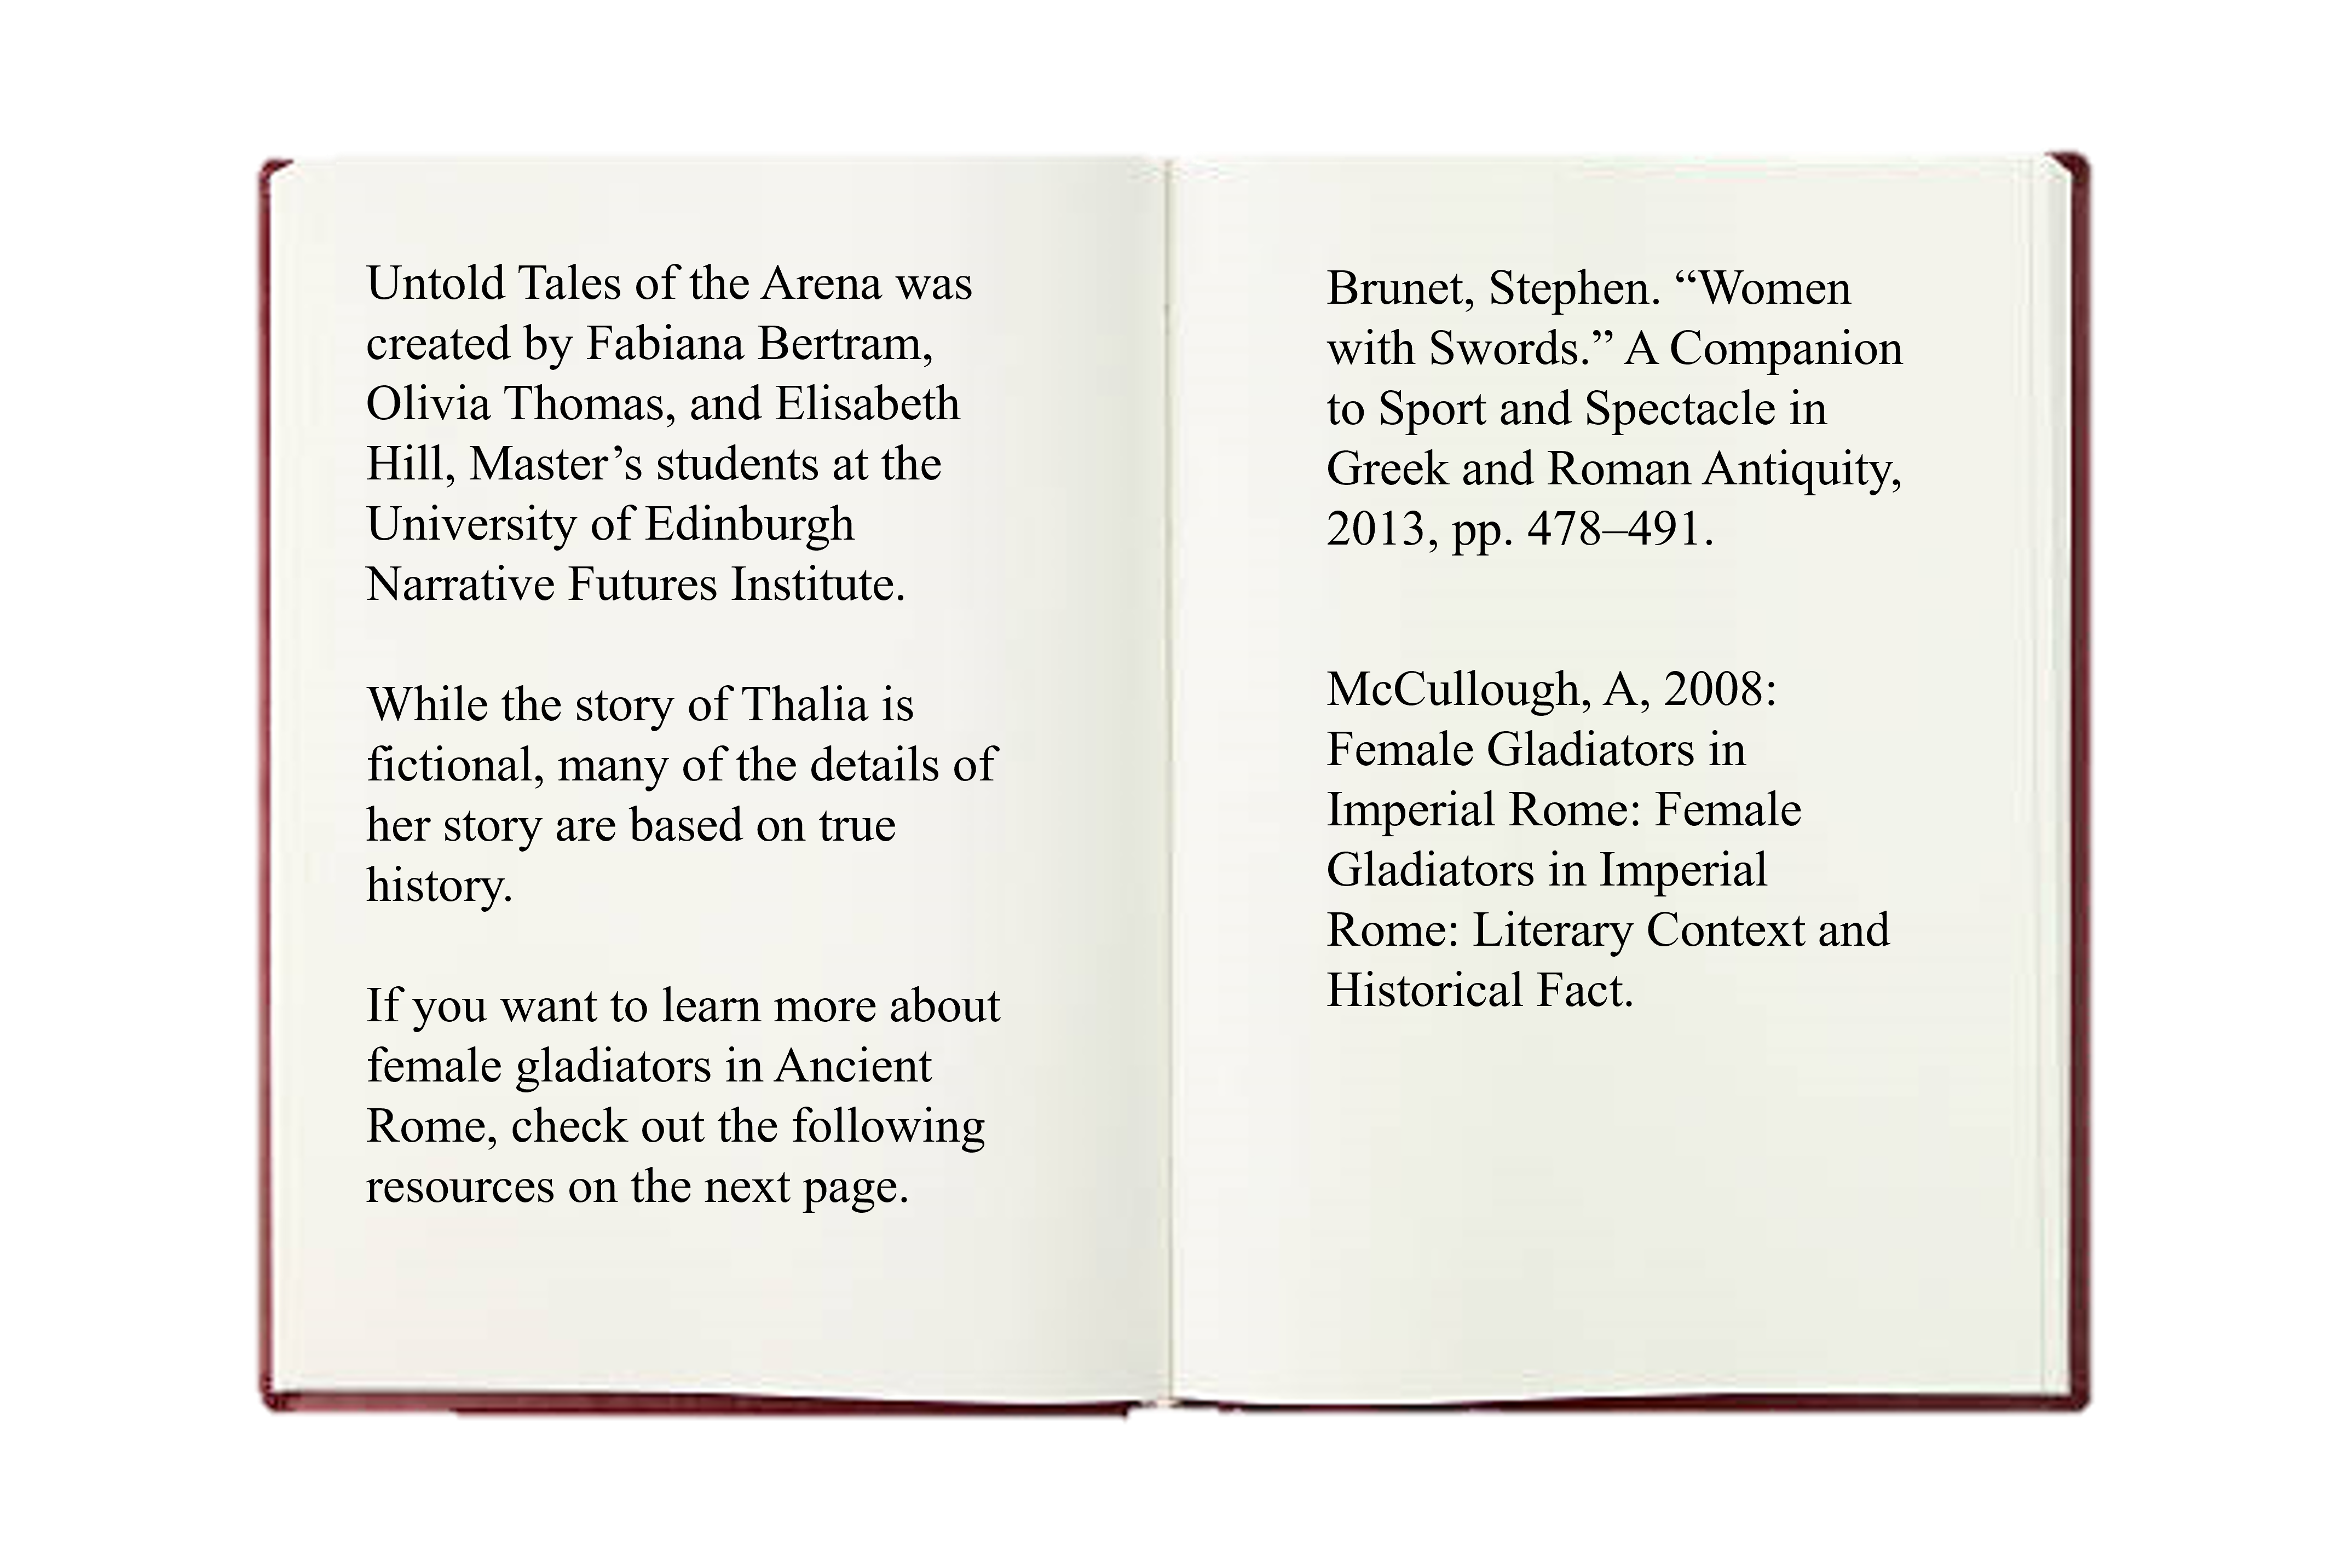 Untold Tales of the Arena was
created by Fabiana Bertram,
Olivia Thomas, and Elisabeth
Hill, Master’s students at the
University of Edinburgh
Narrative Futures Institute.
While the story of Thalia is
fictional, many of the details of
her story are based on true
history.
If you want to learn more about
female gladiators in Ancient
Rome, check out the following
resources on the next page.
Brunet, Stephen. “Women
with Swords.” A Companion
to Sport and Spectacle in
Greek and Roman Antiquity,
2013, pp. 478–491.
McCullough, A, 2008:
Female Gladiators in
Imperial Rome: Female
Gladiators in Imperial
Rome: Literary Context and
Historical Fact.